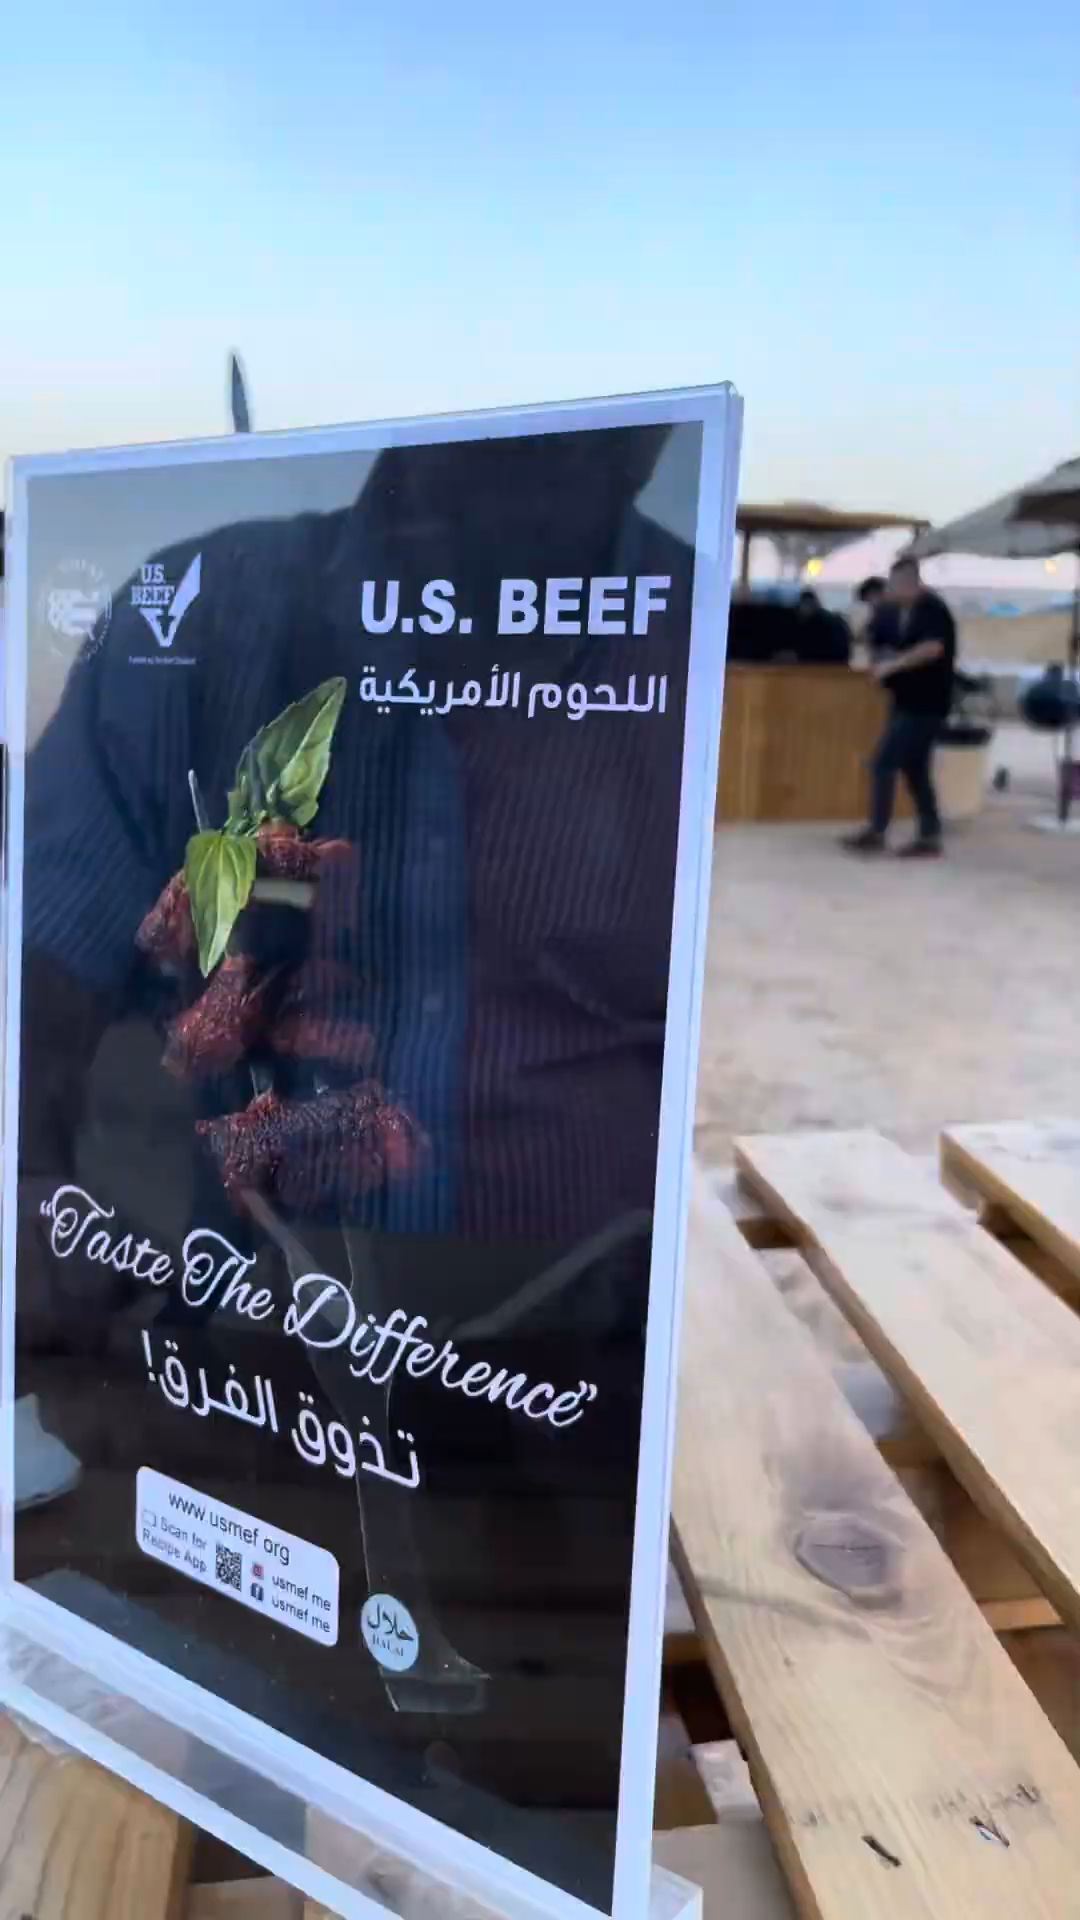 U.S.
BEEF
U.S. BEEF
اللحوم الأمريكية
“Taste The Difference”
تذوق الفرق!
www.usmef.org
Scan for
Recipe App
usmef me
usmef me
حلال
HALAL